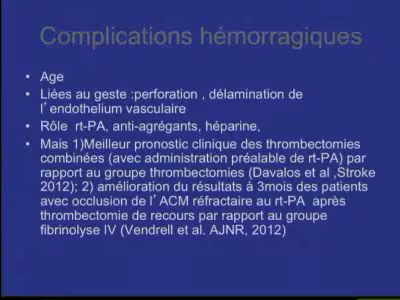 Complications hémorragiques
• Age
• Liées au geste :perforation , délamination de
l’endothelium vasculaire
• Rôle rt-PA, anti-agrégants, héparine,
• Mais 1)Meilleur pronostic clinique des thrombectomies
combinées (avec administration préalable de rt-PA) par
rapport au groupe thrombectomies (Davalos et al ,Stroke
2012); 2) amélioration du résultats à 3mois des patients
avec occlusion de l’ACM réfractaire au rt-PA après
thrombectomie de recours par rapport au groupe
fibrinolyse IV (Vendrell et al. AJNR, 2012)